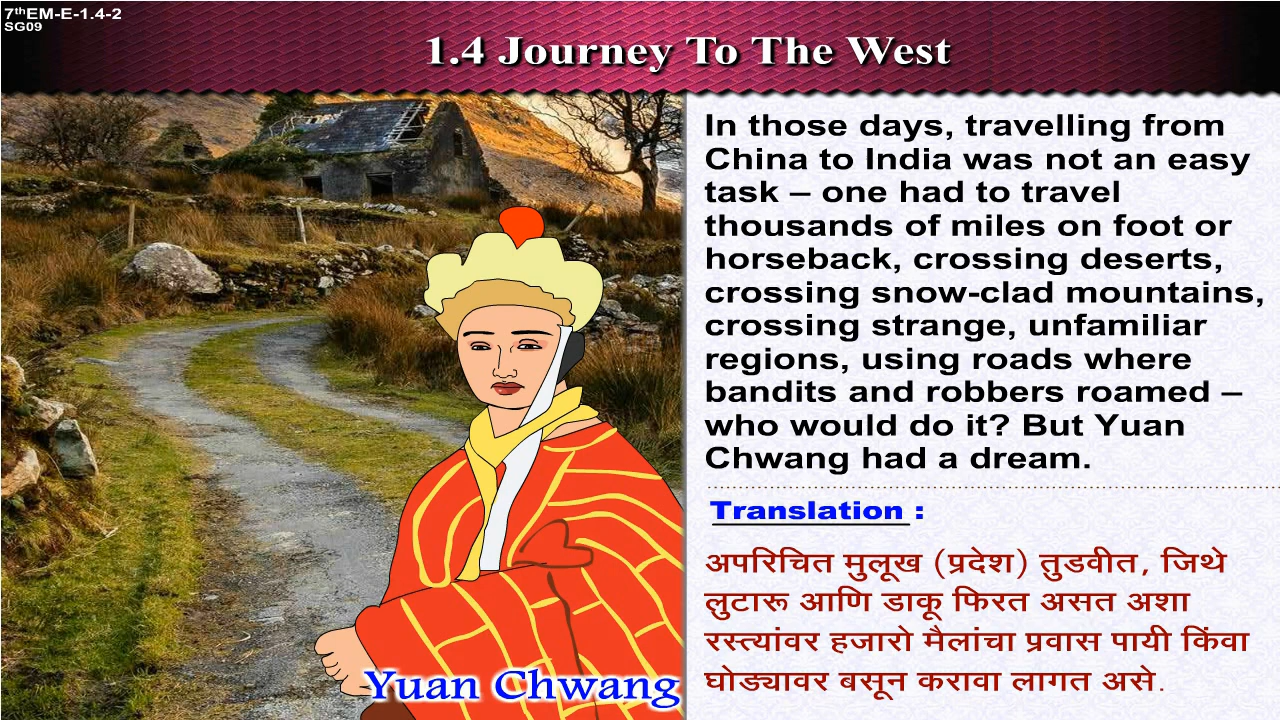 7thEM-E-1.4-2
SG09
1.4 Journey To The West
In those days, travelling from
China to India was not an easy
task – one had to travel
thousands of miles on foot or
horseback, crossing deserts,
crossing snow-clad mountains,
crossing strange, unfamiliar
regions, using roads where
bandits and robbers roamed –
who would do it? But Yuan
Chwang had a dream.
Translation :
अपरिचित मुलूख (प्रदेश) तुडवीत, जिथे
लुटारू आणि डाकू फिरत असत अशा
रस्त्यांवर हजारो मैलांचा प्रवास पायी किंवा
घोड्यावर बसून करावा लागत असे.
Yuan Chwang